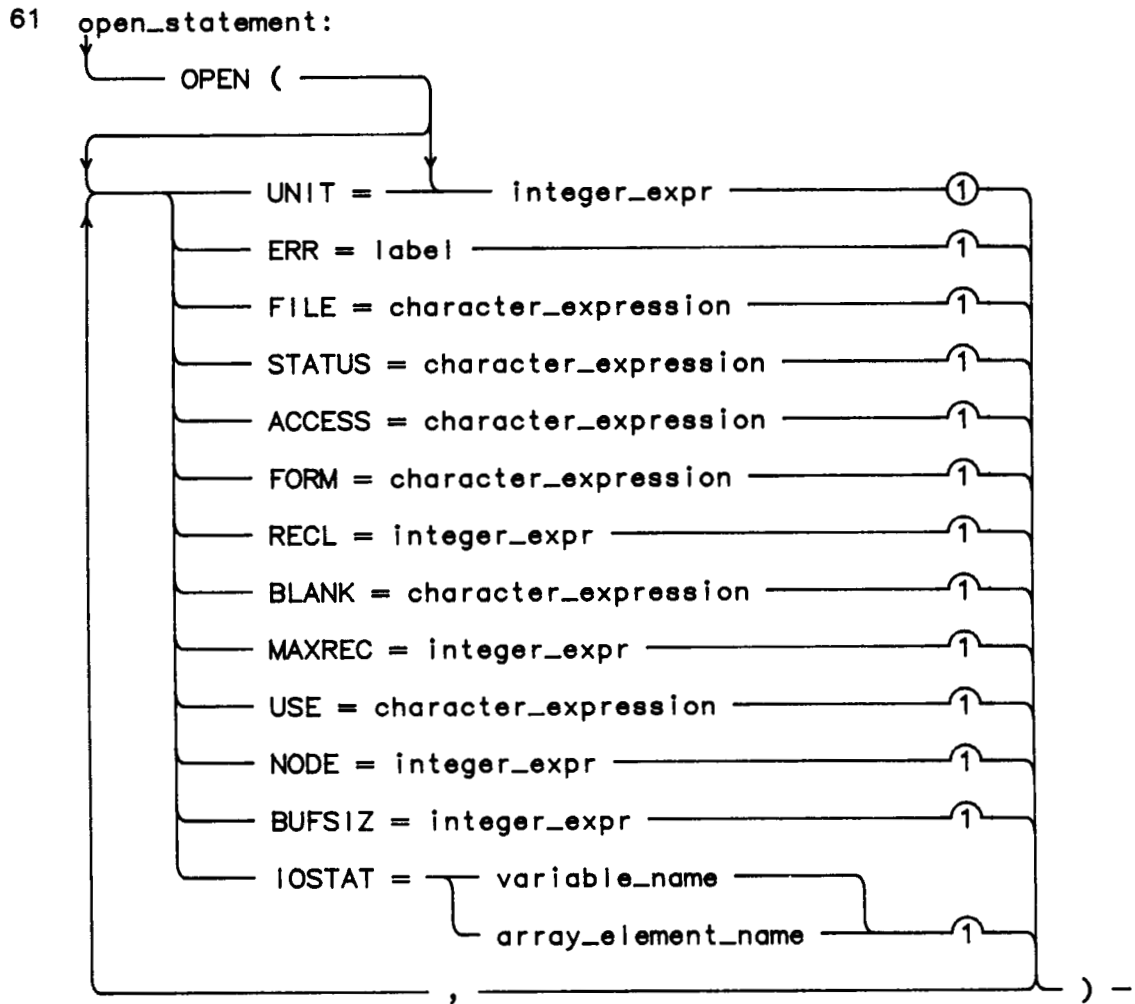 61 open_statement:
OPEN (
UNIT = integer_expr 1
ERR = label 1
FILE = character_expression 1
STATUS = character_expression 1
ACCESS = character_expression 1
FORM = character_expression 1
RECL = integer_expr 1
BLANK = character_expression 1
MAXREC = integer_expr 1
USE = character_expression 1
NODE = integer_expr 1
BUFSIZ = integer_expr 1
IOSTAT = variable_name
array_element_name 1
, )